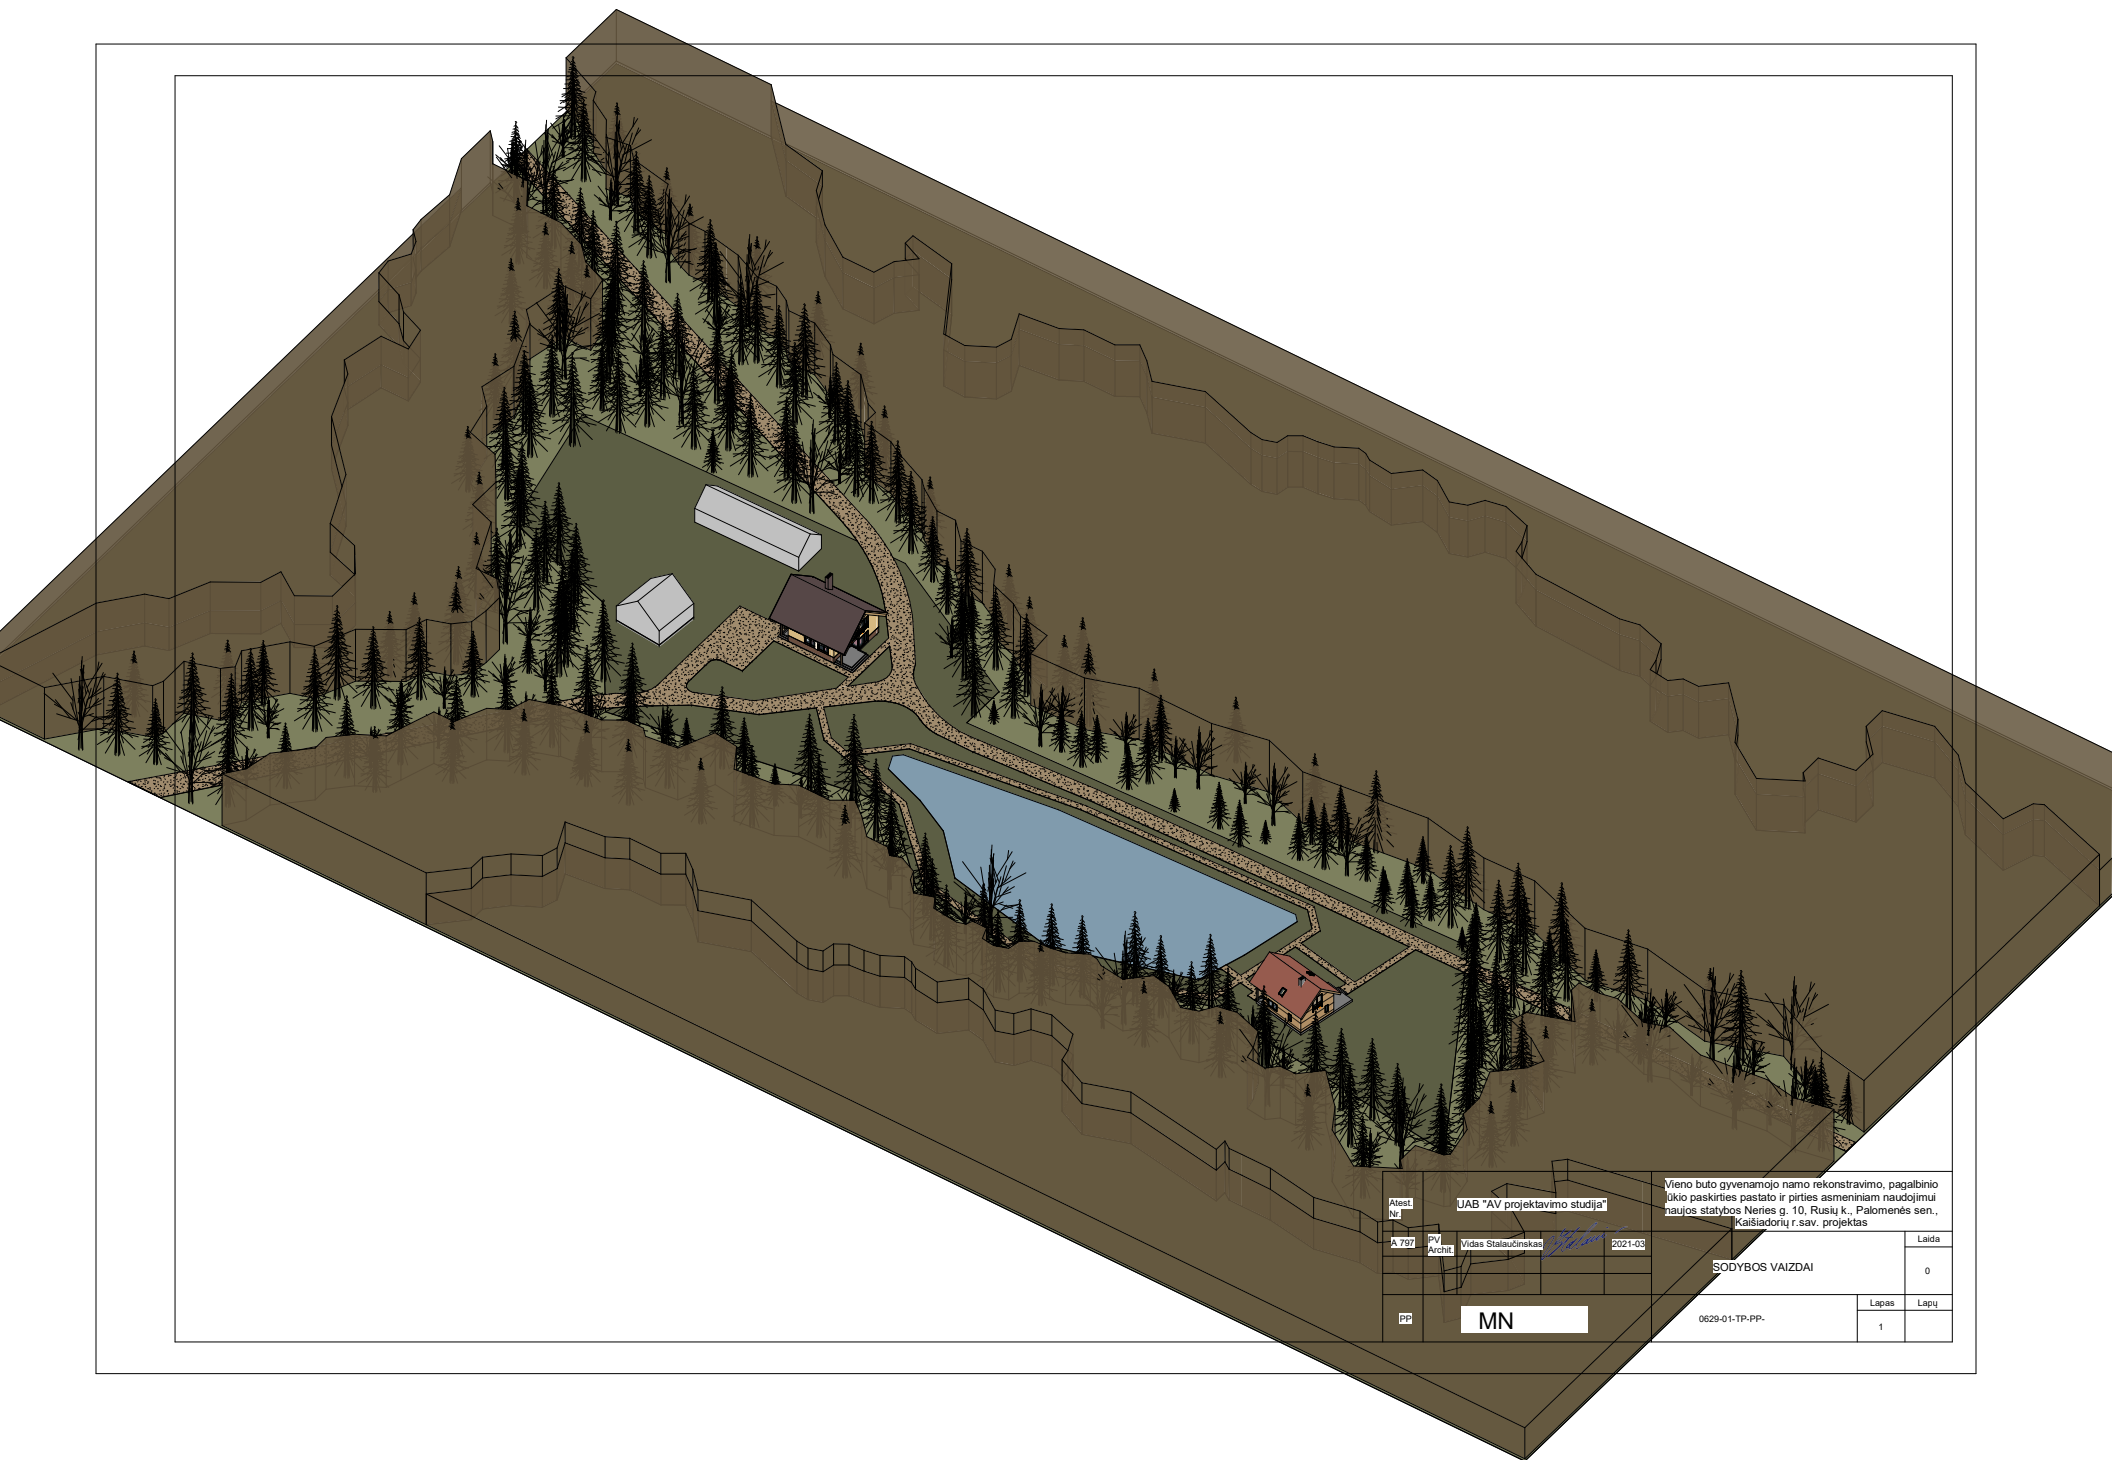 Atest.
Nr.
UAB "AV projektavimo studija"
Vieno buto gyvenamojo namo rekonstravimo, pagalbinio
ūkio paskirties pastato ir pirties asmeniniam naudojimui
naujos statybos Neries g. 10, Rusių k., Palomenės sen.,
Kaišiadorių r.sav. projektas
A 797
PV
Archit.
Vidas Stalaučinskas
2021-03
SODYBOS VAIZDAI
Laida
0
PP
MN
0629-01-TP-PP-
Lapas
Lapų
1